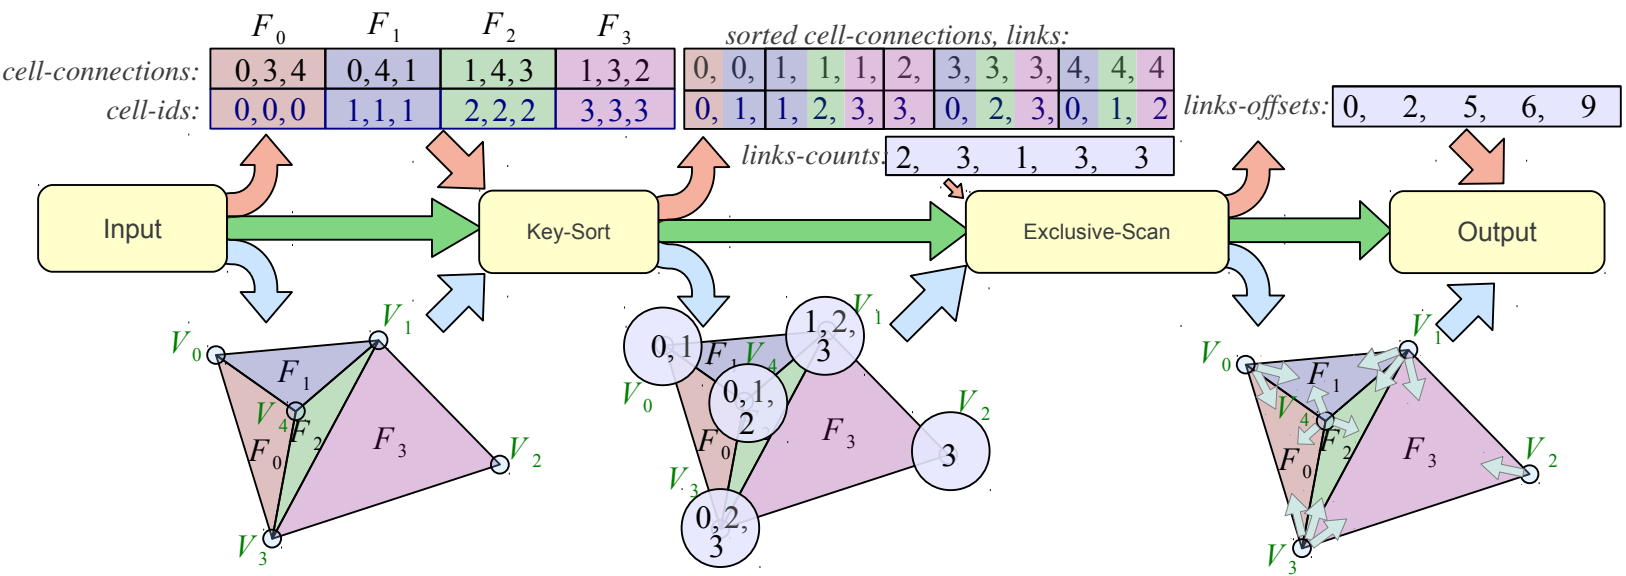 F0 F1 F2 F3
cell-connections: 0,3,4 0,4,1 1,4,3 1,3,2
cell-ids: 0,0,0 1,1,1 2,2,2 3,3,3
sorted cell-connections, links:
0, 0, 1, 1, 1, 2, 3, 3, 3, 4, 4, 4
0, 1, 1, 2, 3, 3, 0, 2, 3, 0, 1, 2
links-counts: 2, 3, 1, 3, 3
links-offsets: 0, 2, 5, 6, 9
Input
Key-Sort
Exclusive-Scan
Output
V0 V1
F1
V4
F0 F2 F3
V2
V3
0,1 1,2,
3
V1
F1 V4
V0
0,1,
2
V2
F0 F3
3
V3
0,2,
3
V1
V0
F1
V4
F2
F0 F3
V2
V3